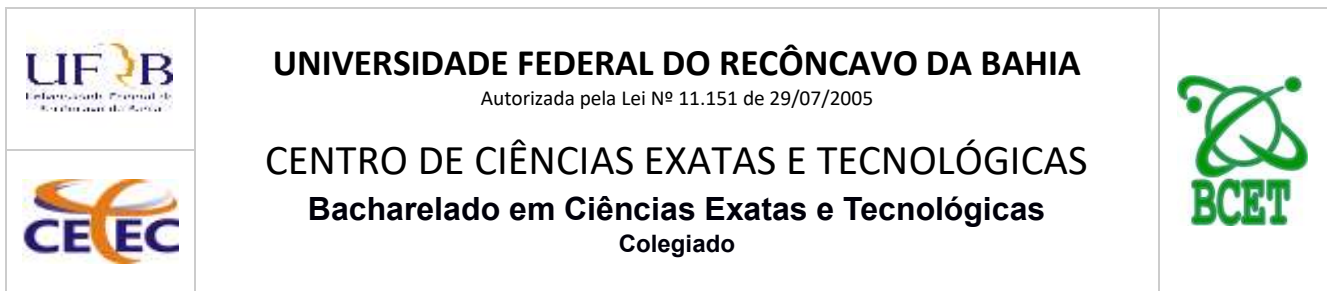 UFRB
UNIVERSIDADE FEDERAL DO RECÔNCAVO DA BAHIA
Autorizada pela Lei Nº 11.151 de 29/07/2005
CENTRO DE CIÊNCIAS EXATAS E TECNOLÓGICAS
Bacharelado em Ciências Exatas e Tecnológicas
Colegiado
CETEC
BCET